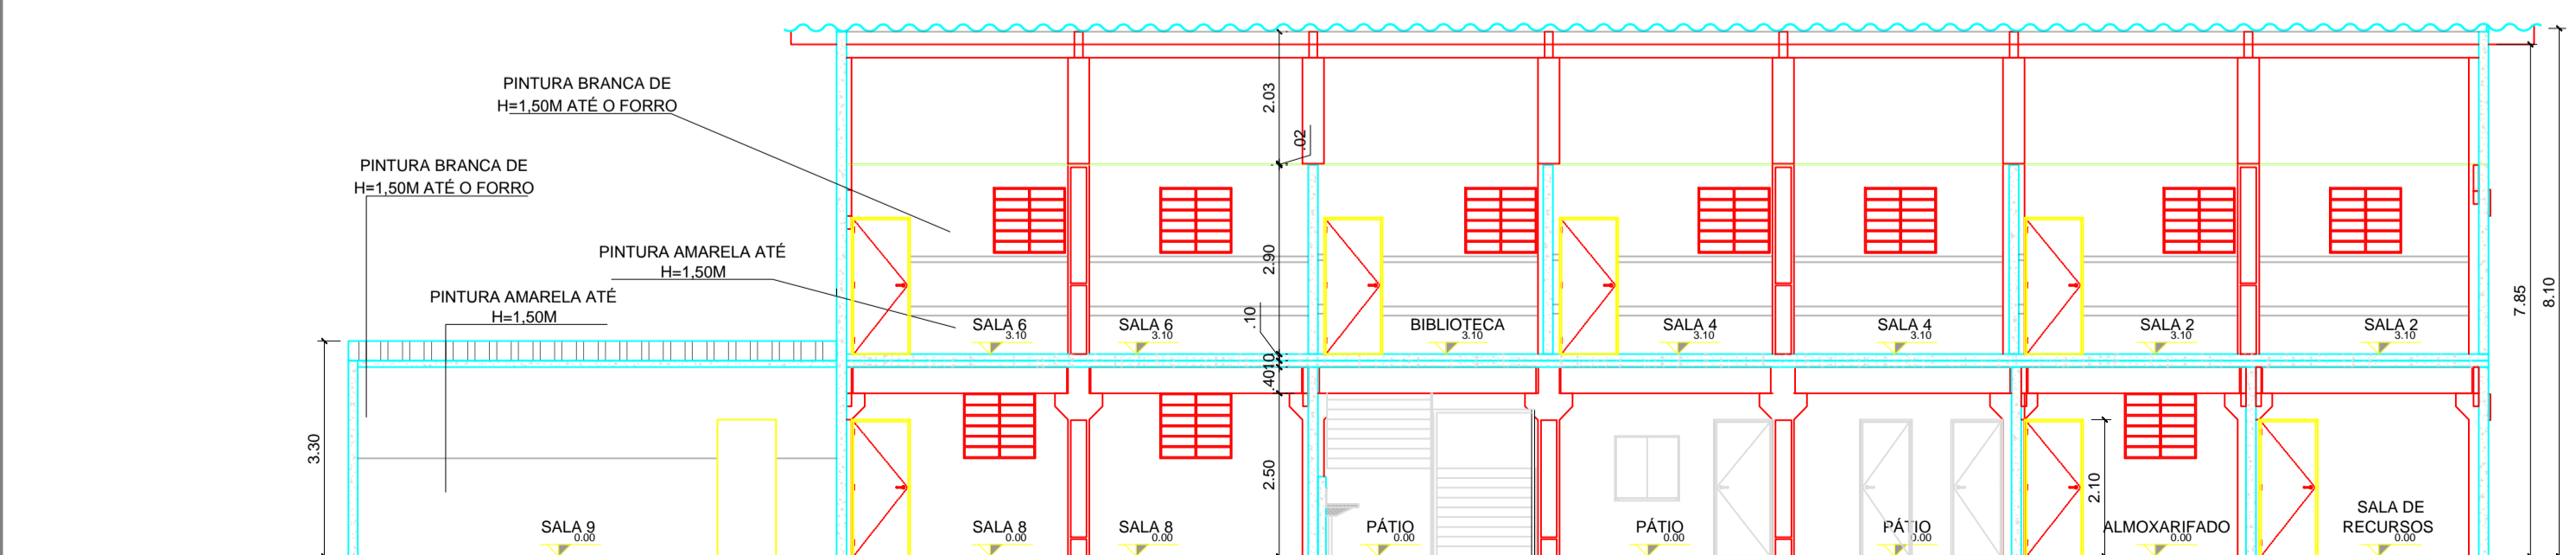 PINTURA BRANCA DE
H=1,50M ATÉ O FORRO
PINTURA BRANCA DE
H=1,50M ATÉ O FORRO
PINTURA AMARELA ATÉ
H=1,50M
PINTURA AMARELA ATÉ
H=1,50M
2.03
.02
2.90
.10
.40
.10
2.50
3.30
2.10
7.85
8.10
SALA 6
3.10
SALA 6
3.10
BIBLIOTECA
3.10
SALA 4
3.10
SALA 4
3.10
SALA 2
3.10
SALA 2
3.10
SALA 9
0.00
SALA 8
0.00
SALA 8
0.00
PÁTIO
0.00
PÁTIO
0.00
PÁTIO
0.00
ALMOXARIFADO
0.00
SALA DE
RECURSOS
0.00